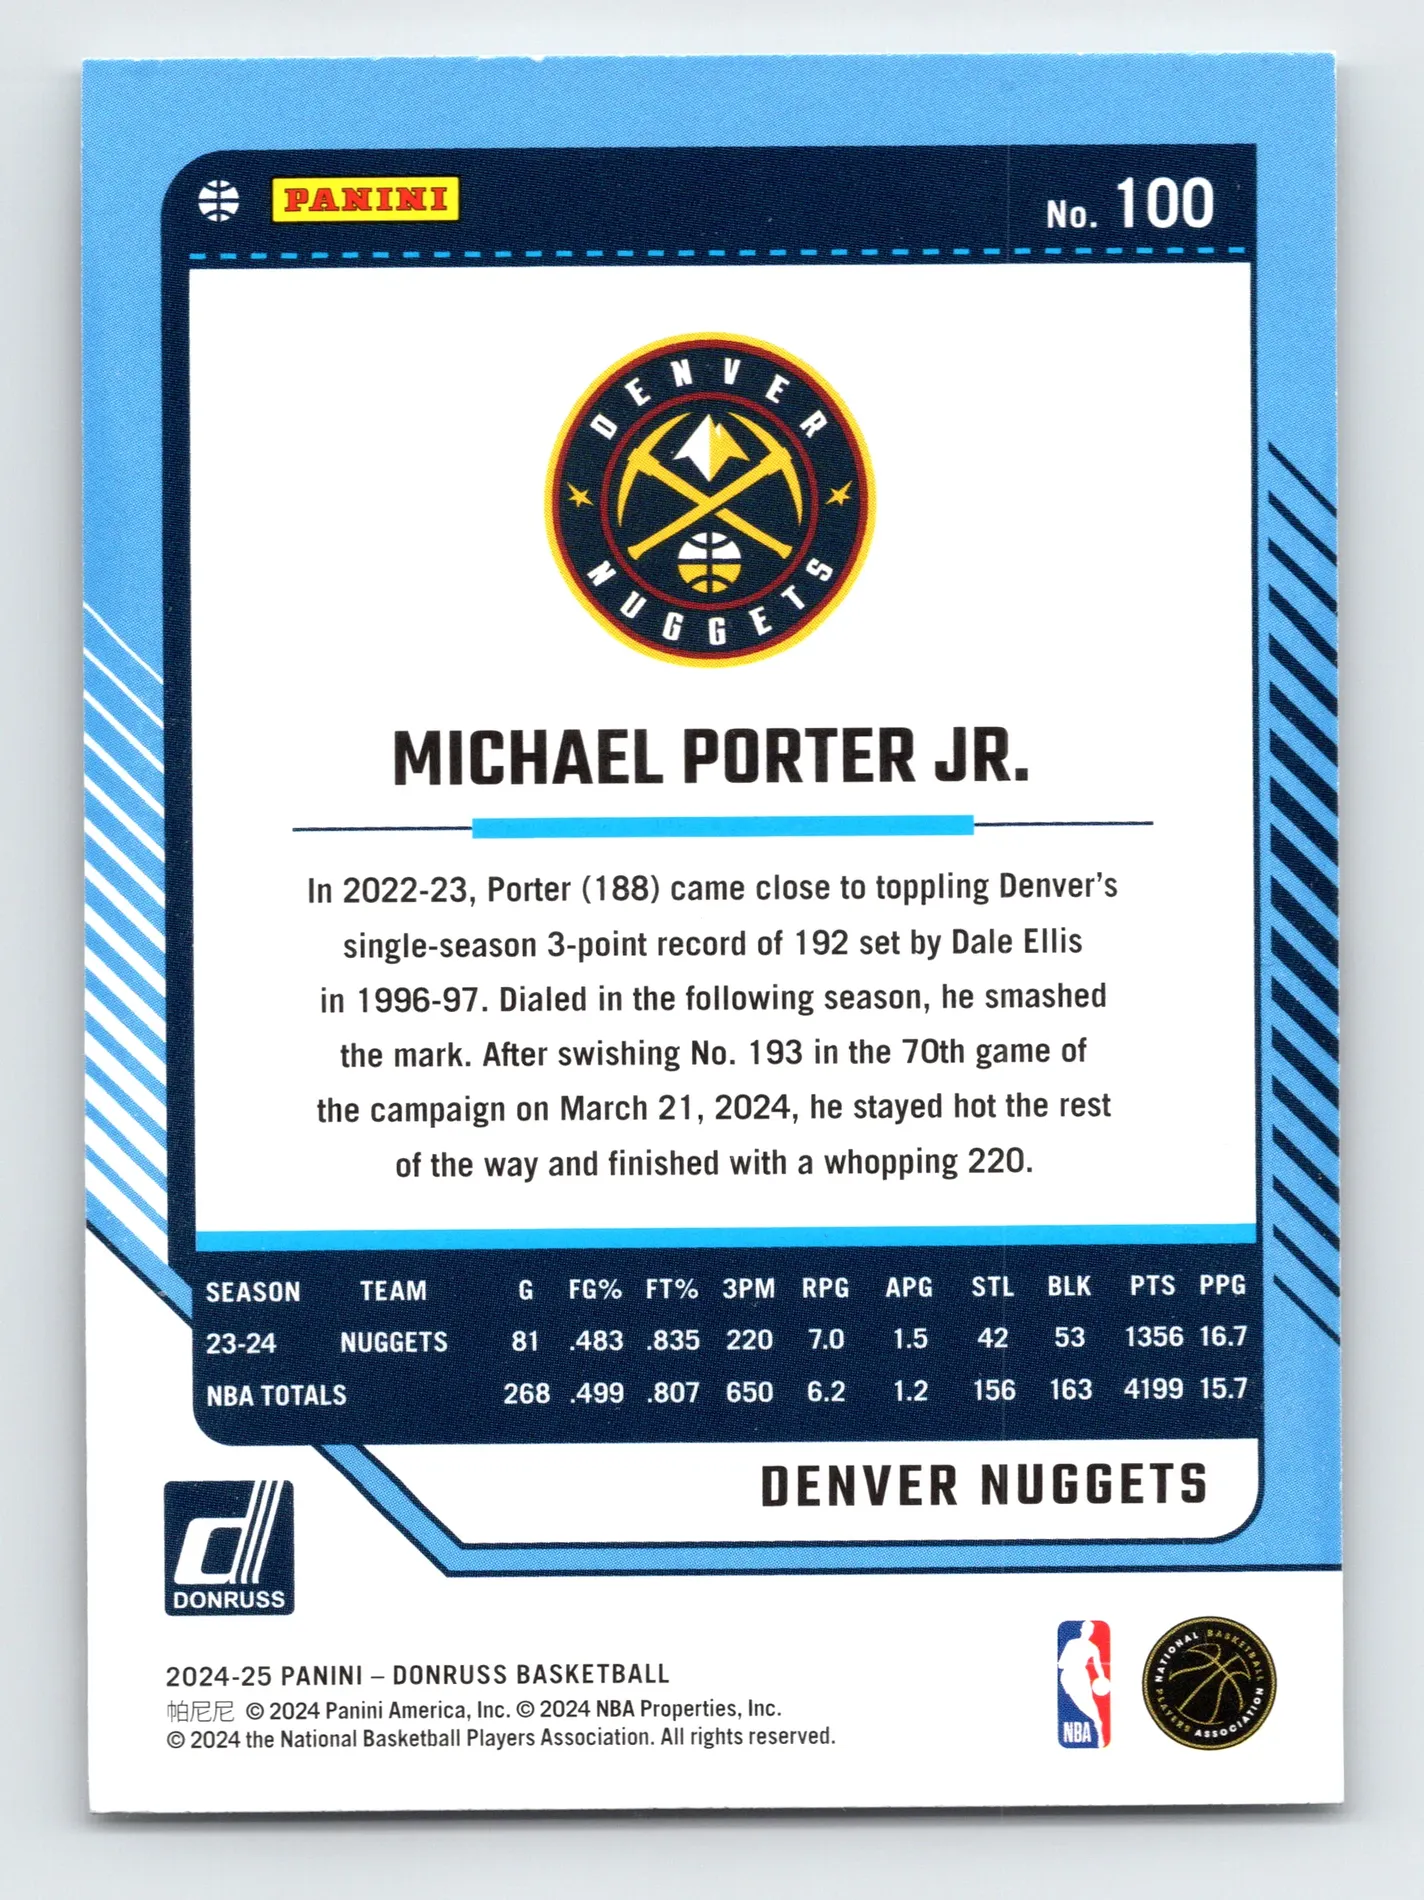 PANINI
No. 100
DENVER
NUGGETS
MICHAEL PORTER JR.
In 2022-23, Porter (188) came close to toppling Denver's
single-season 3-point record of 192 set by Dale Ellis
in 1996-97. Dialed in the following season, he smashed
the mark. After swishing No. 193 in the 70th game of
the campaign on March 21, 2024, he stayed hot the rest
of the way and finished with a whopping 220.
SEASON TEAM G FG% FT% 3PM RPG APG STL BLK PTS PPG
23-24 NUGGETS 81 .483 .835 220 7.0 1.5 42 53 1356 16.7
NBA TOTALS 268 .499 .807 650 6.2 1.2 156 163 4199 15.7
DENVER NUGGETS
d
DONRUSS
2024-25 PANINI – DONRUSS BASKETBALL
帕尼尼 © 2024 Panini America, Inc. © 2024 NBA Properties, Inc.
© 2024 the National Basketball Players Association. All rights reserved.
NBA
NATIONAL BASKETBALL
PLAYERS ASSOCIATION